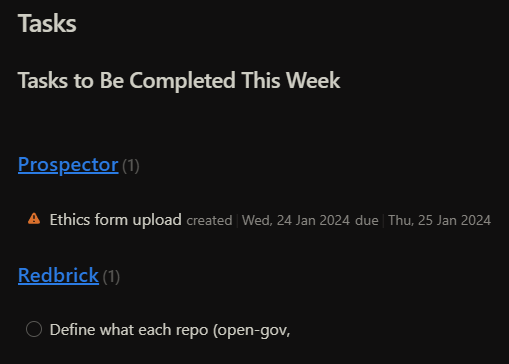 Tasks
Tasks to Be Completed This Week
Prospector (1)
Ethics form upload created Wed, 24 Jan 2024 due Thu, 25 Jan 2024
Redbrick (1)
Define what each repo (open-gov,